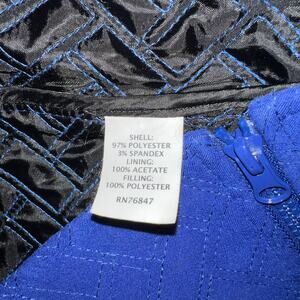 SHELL:
97% POLYESTER
3% SPANDEX
LINING:
100% ACETATE
FILLING:
100% POLYESTER
RN76847